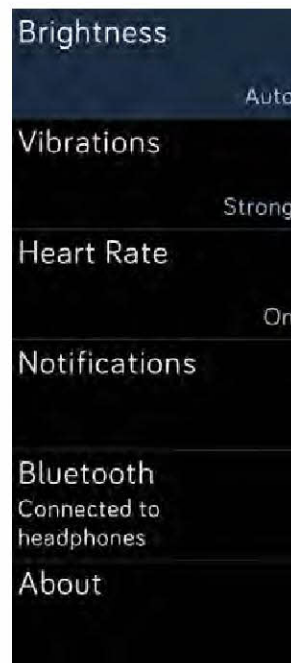 Brightness
Auto
Vibrations
Strong
Heart Rate
On
Notifications
Bluetooth
Connected to
headphones
About